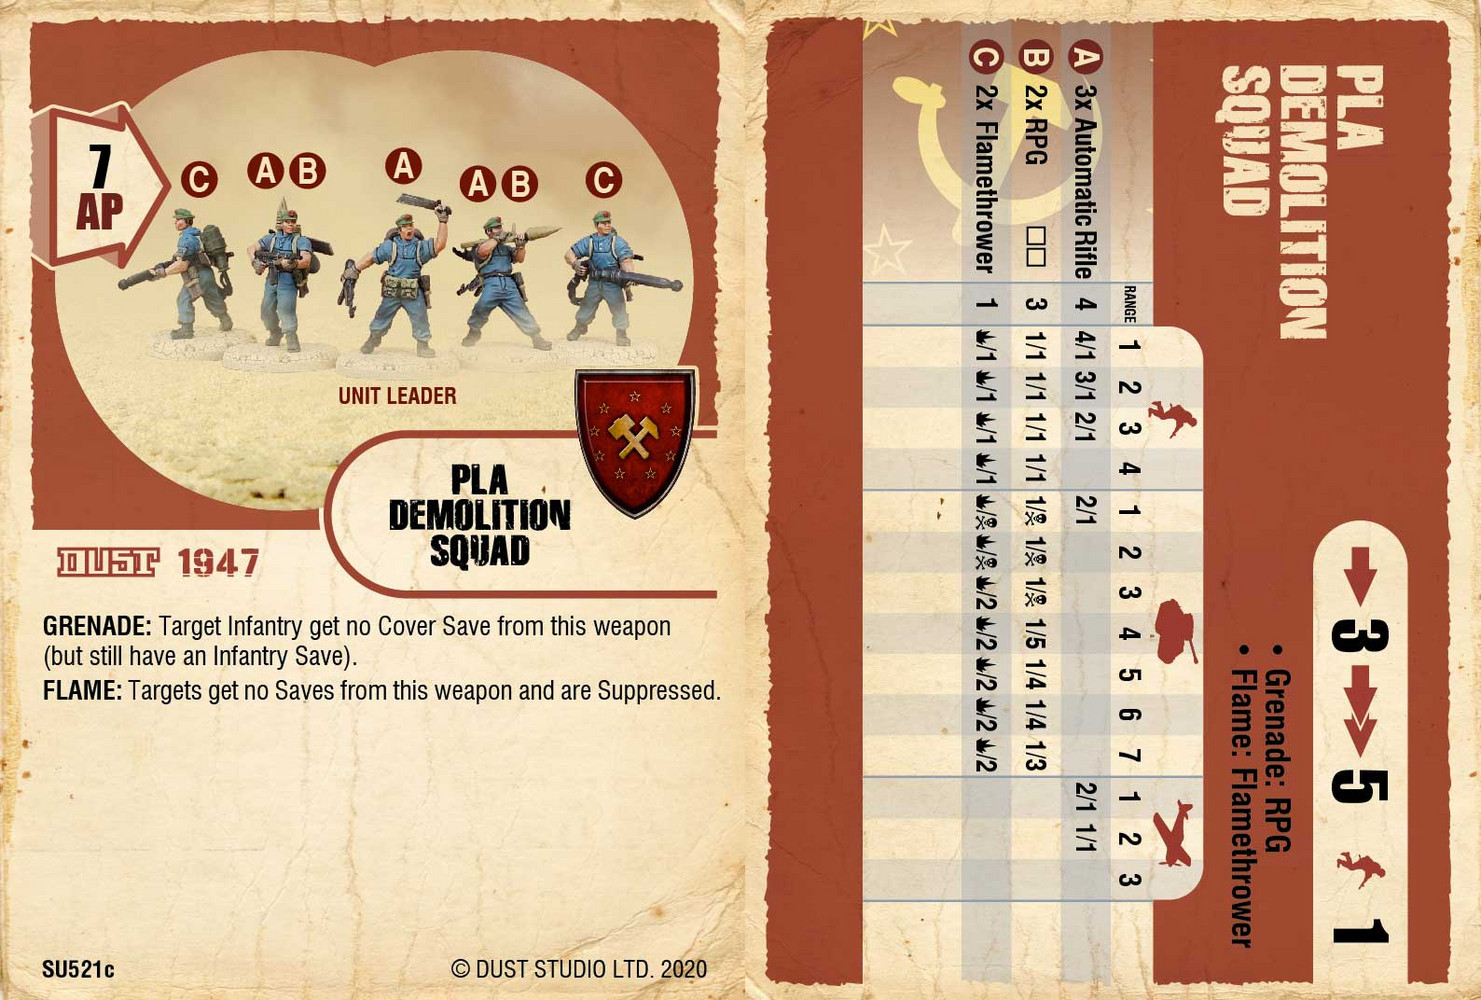 7
AP
C
A B
A
A B
C
UNIT LEADER
PLA
DEMOLITION
SQUAD
DUST 1947
GRENADE: Target Infantry get no Cover Save from this weapon
(but still have an Infantry Save).
FLAME: Targets get no Saves from this weapon and are Suppressed.
SU521c
© DUST STUDIO LTD. 2020
PLA
DEMOLITION
SQUAD
3 5 1
• Grenade: RPG
• Flame: Flamethrower
RANGE 1 2 3 4 1 2 3 4 5 6 7 1 2 3
A 3x Automatic Rifle 4 4/1 3/1 2/1 2/1 2/1 1/1
B 2x RPG □□ 3 1/1 1/1 1/1 1/1 1/☠ 1/☠ 1/☠ 1/5 1/4 1/4 1/3
C 2x Flamethrower 1 /1 /1 /1 /1 /☠ /☠ /2 /2 /2 /2 /2